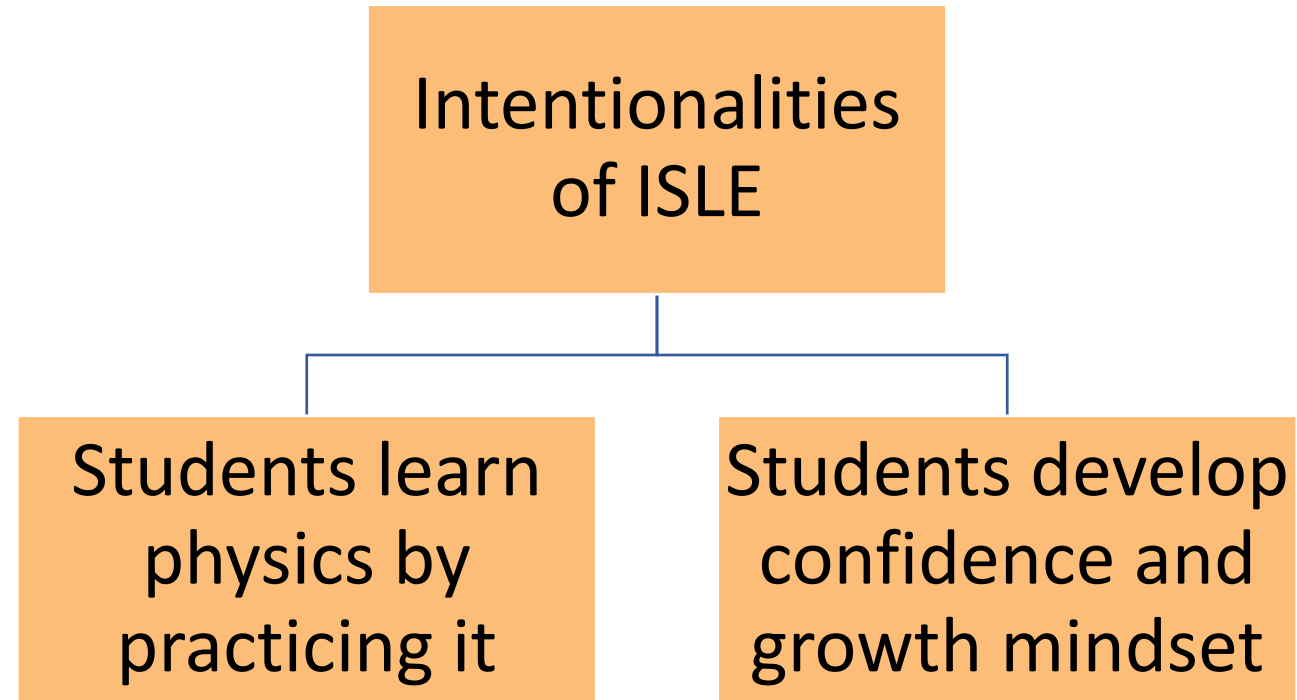 Intentionalities
of ISLE
Students learn
physics by
practicing it
Students develop
confidence and
growth mindset